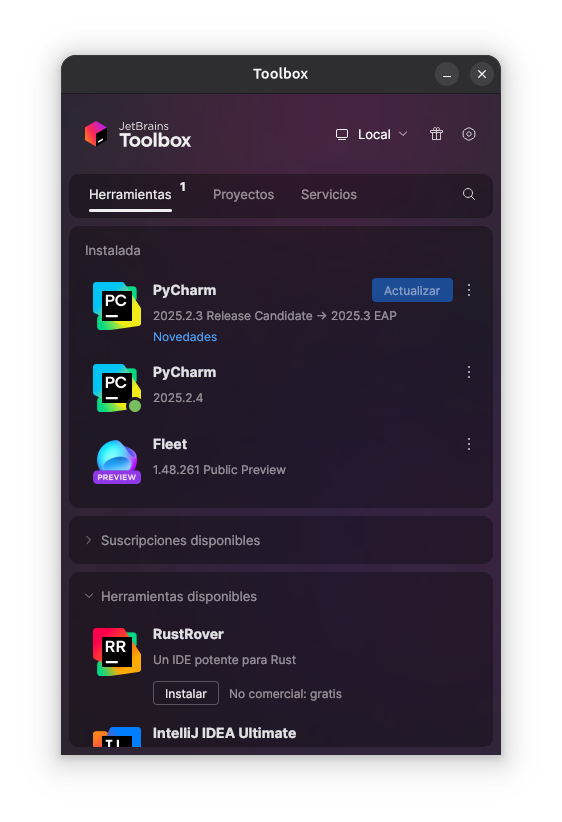 Toolbox
JetBrains
Toolbox
Local
Herramientas 1 Proyectos Servicios
Instalada
PC
PyCharm
Actualizar
2025.2.3 Release Candidate → 2025.3 EAP
Novedades
PC
PyCharm
2025.2.4
Fleet
PREVIEW
1.48.261 Public Preview
Suscripciones disponibles
Herramientas disponibles
RR
RustRover
Un IDE potente para Rust
Instalar No comercial: gratis
IntelliJ IDEA Ultimate